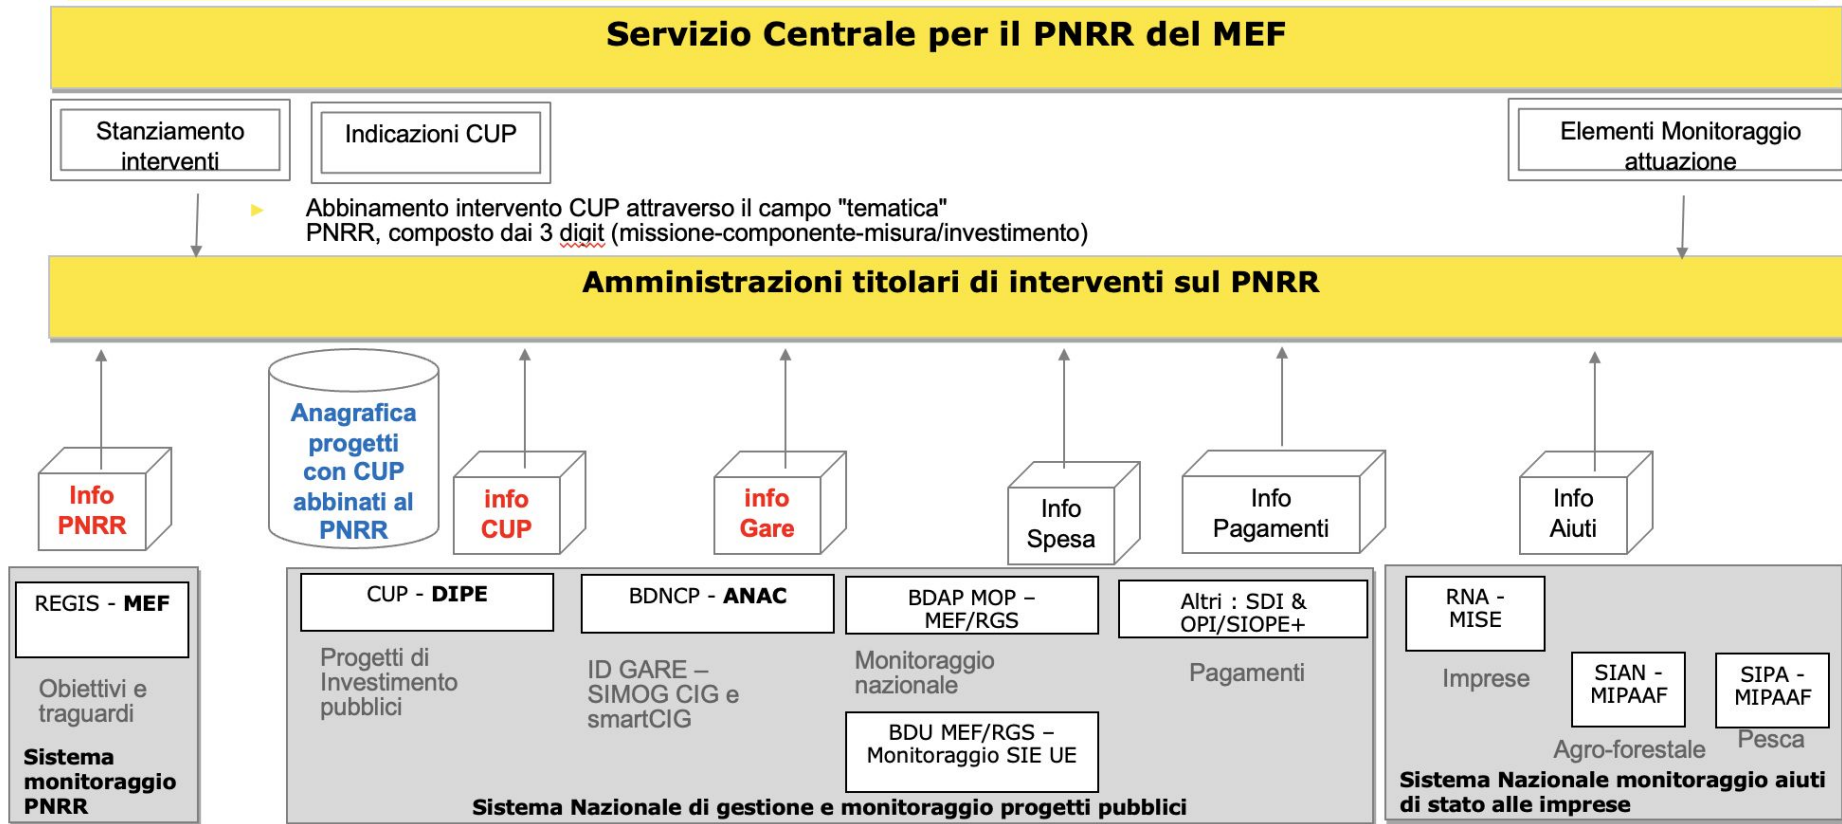 Servizio Centrale per il PNRR del MEF
Stanziamento
interventi
Indicazioni CUP
Elementi Monitoraggio
attuazione
Abbinamento intervento CUP attraverso il campo "tematica"
PNRR, composto dai 3 digit (missione-componente-misura/investimento)
Amministrazioni titolari di interventi sul PNRR
Info
PNRR
Anagrafica
progetti
con CUP
abbinati al
PNRR
info
CUP
info
Gare
Info
Spesa
Info
Pagamenti
Info
Aiuti
REGIS - MEF
Obiettivi e
traguardi
Sistema
monitoraggio
PNRR
CUP - DIPE
Progetti di
Investimento
pubblici
BDNCP - ANAC
ID GARE –
SIMOG CIG e
smartCIG
BDAP MOP –
MEF/RGS
Monitoraggio
nazionale
BDU MEF/RGS –
Monitoraggio SIE UE
Altri : SDI &
OPI/SIOPE+
Pagamenti
Sistema Nazionale di gestione e monitoraggio progetti pubblici
RNA -
MISE
Imprese
SIAN -
MIPAAF
Agro-forestale
SIPA -
MIPAAF
Pesca
Sistema Nazionale monitoraggio aiuti
di stato alle imprese